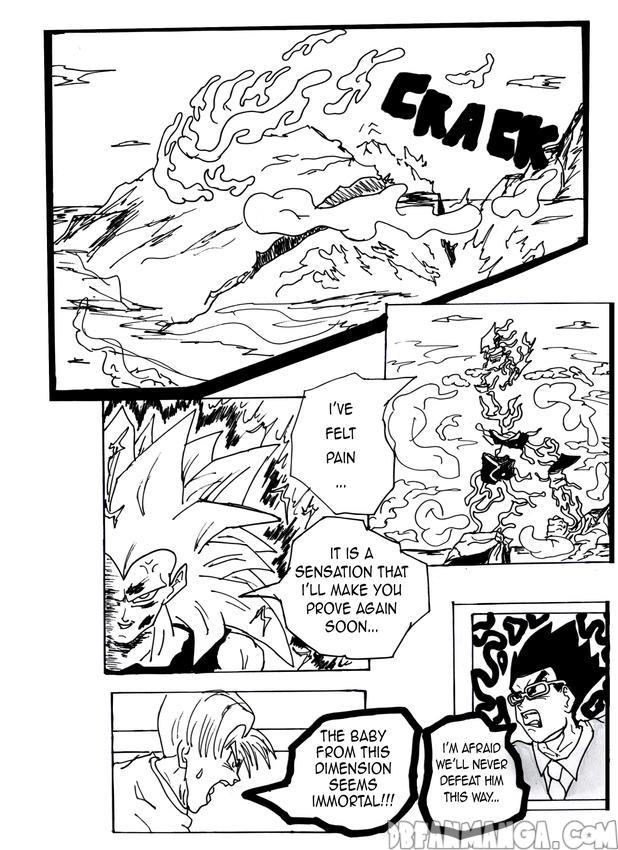 CRACK
I'VE
FELT
PAIN
...
IT IS A
SENSATION THAT
I'LL MAKE YOU
PROVE AGAIN
SOON...
THE BABY
FROM THIS
DIMENSION
SEEMS
IMMORTAL!!!
I'M AFRAID
WE'LL NEVER
DEFEAT HIM
THIS WAY...
DBFANMANGA.COM